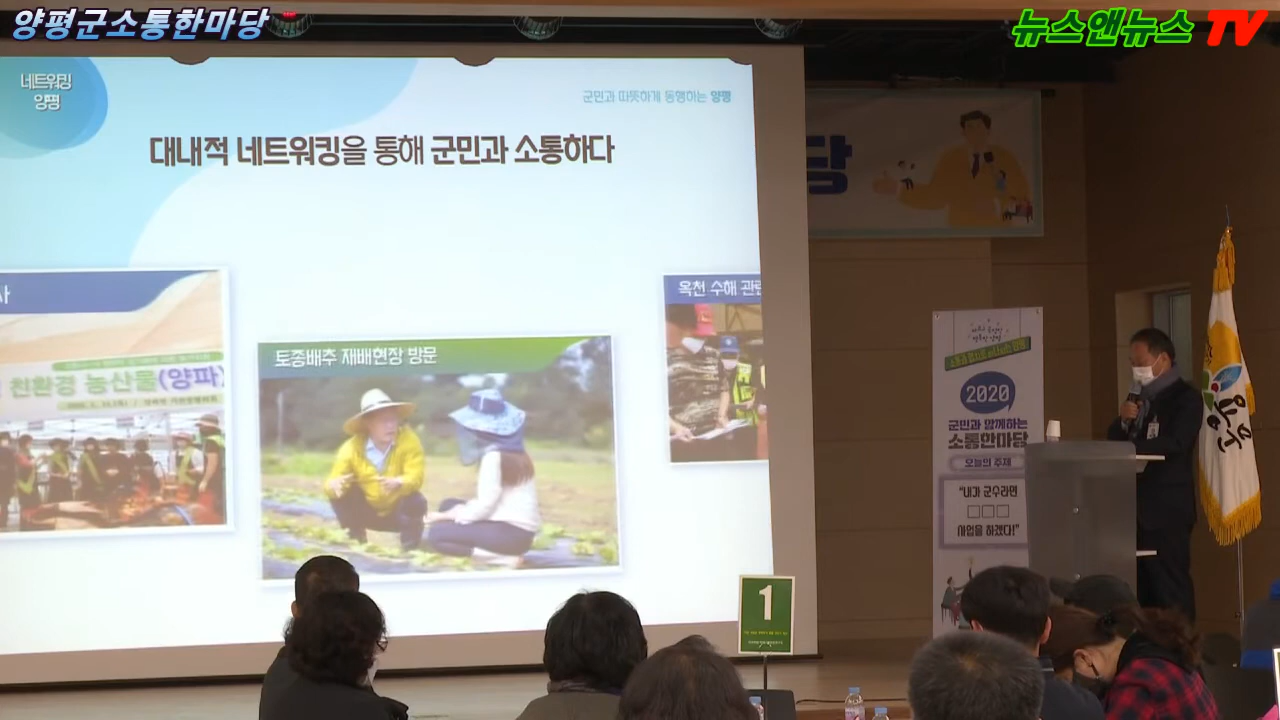 양평군소통한마당
뉴스앤뉴스 TV
네트워킹
양평
군민과 따뜻하게 동행하는 양평
대내적 네트워킹을 통해 군민과 소통하다
사
친환경 농산물(양파)
토종배추 재배현장 방문
옥천 수해 관련
당
2020
군민과 함께하는
소통한마당
오늘의 주제
"내가 군수라면
□□□
사업을 하겠다!"
1